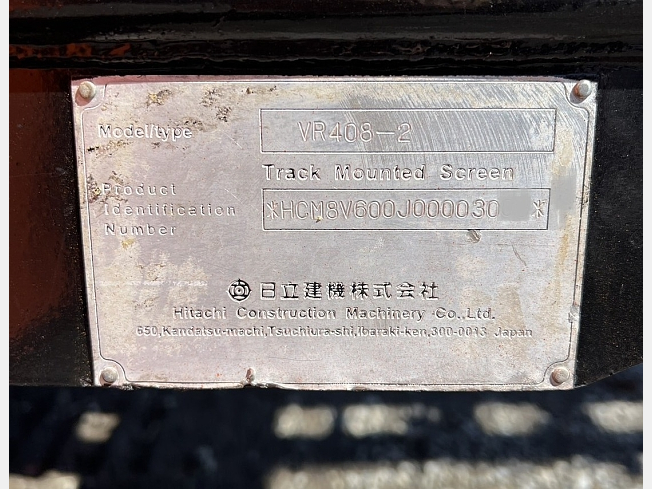 Model/type VR408-2
Track Mounted Screen
Product
Identification *HCM8V600J000030 *
Number
日立建機株式会社
Hitachi Construction Machinery Co.,Ltd.
650,Kandatsu-machi,Tsuchiura-shi,Ibaraki-ken,300-0013 Japan